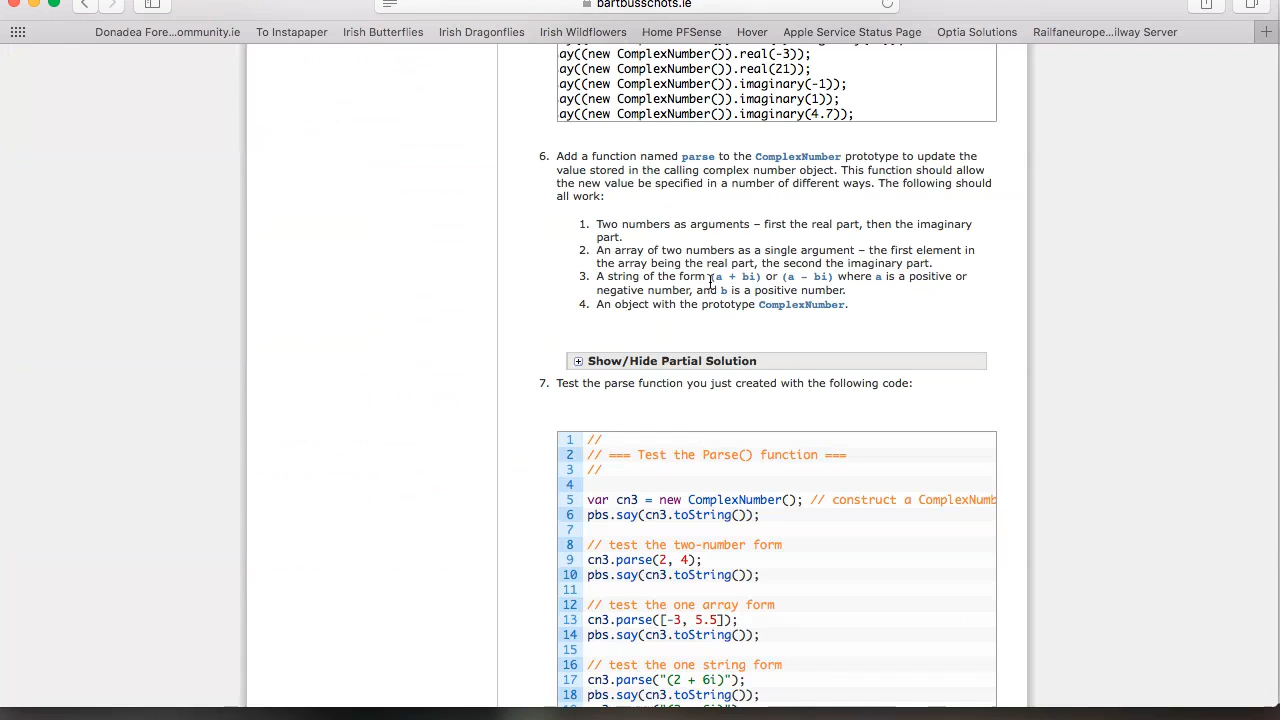 bartbusschots.ie
Donadea Fore...ommunity.ie To Instapaper Irish Butterflies Irish Dragonflies Irish Wildflowers Home PFSense Hover Apple Service Status Page Optia Solutions Railfaneurope...ilway Server
ay((new ComplexNumber()).real(-3));
ay((new ComplexNumber()).real(21));
ay((new ComplexNumber()).imaginary(-1));
ay((new ComplexNumber()).imaginary(1));
ay((new ComplexNumber()).imaginary(4.7));
6. Add a function named parse to the ComplexNumber prototype to update the
value stored in the calling complex number object. This function should allow
the new value be specified in a number of different ways. The following should
all work:
1. Two numbers as arguments – first the real part, then the imaginary
part.
2. An array of two numbers as a single argument – the first element in
the array being the real part, the second the imaginary part.
3. A string of the form (a + bi) or (a - bi) where a is a positive or
negative number, and b is a positive number.
4. An object with the prototype ComplexNumber.
Show/Hide Partial Solution
7. Test the parse function you just created with the following code:
1 //
2 // === Test the Parse() function ===
3 //
4
5 var cn3 = new ComplexNumber(); // construct a ComplexNumb
6 pbs.say(cn3.toString());
7
8 // test the two-number form
9 cn3.parse(2, 4);
10 pbs.say(cn3.toString());
11
12 // test the one array form
13 cn3.parse([-3, 5.5]);
14 pbs.say(cn3.toString());
15
16 // test the one string form
17 cn3.parse("(2 + 6i)");
18 pbs.say(cn3.toString());